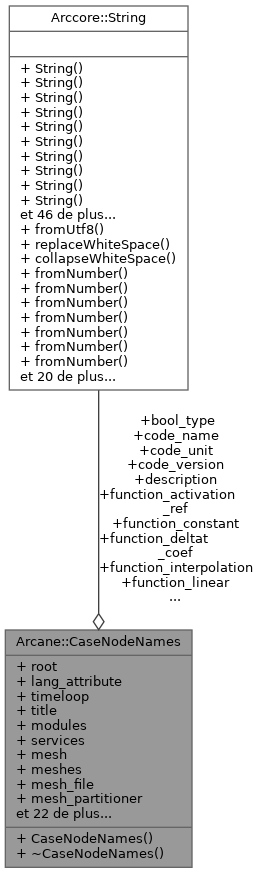 Arccore::String
+ String()
+ String()
+ String()
+ String()
+ String()
+ String()
+ String()
+ String()
+ String()
+ String()
et 46 de plus...
+ fromUtf8()
+ replaceWhiteSpace()
+ collapseWhiteSpace()
+ fromNumber()
+ fromNumber()
+ fromNumber()
+ fromNumber()
+ fromNumber()
+ fromNumber()
+ fromNumber()
et 20 de plus...
+bool_type
+code_name
+code_unit
+code_version
+description
+function_activation
_ref
+function_constant
+function_deltat
_coef
+function_interpolation
+function_linear
...
Arcane::CaseNodeNames
+ root
+ lang_attribute
+ timeloop
+ title
+ modules
+ services
+ mesh
+ meshes
+ mesh_file
+ mesh_partitioner
et 22 de plus...
+ CaseNodeNames()
+ ~CaseNodeNames()